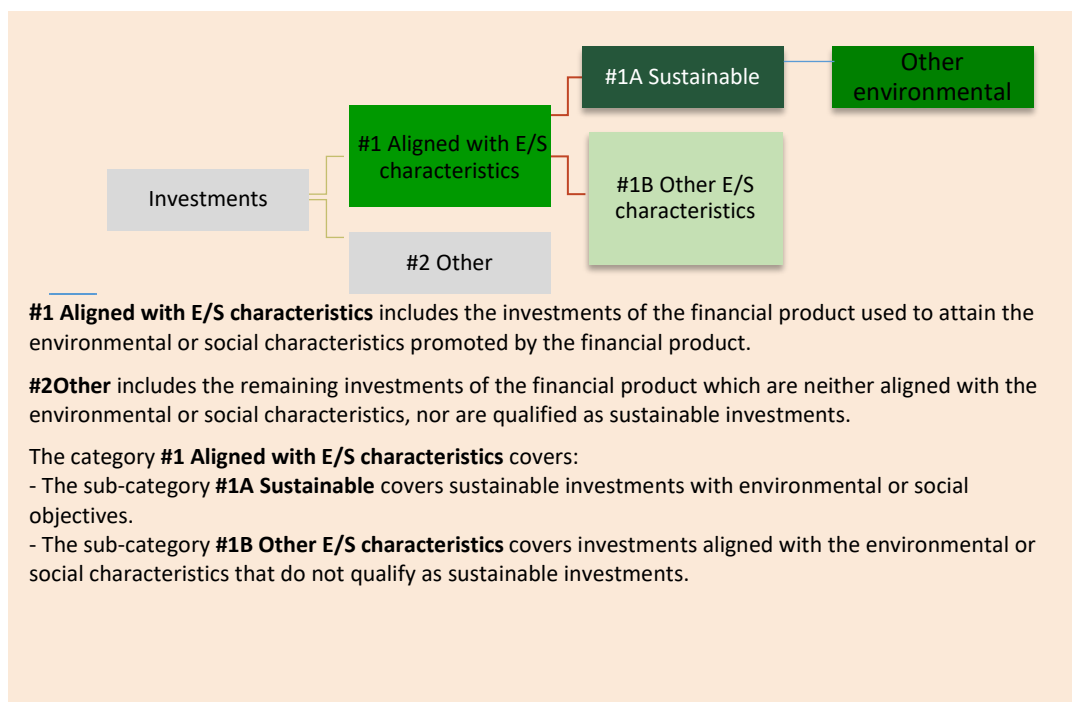 #1A Sustainable
Other
environmental
#1 Aligned with E/S
characteristics
#1B Other E/S
characteristics
Investments
#2 Other
#1 Aligned with E/S characteristics includes the investments of the financial product used to attain the
environmental or social characteristics promoted by the financial product.
#2Other includes the remaining investments of the financial product which are neither aligned with the
environmental or social characteristics, nor are qualified as sustainable investments.
The category #1 Aligned with E/S characteristics covers:
- The sub-category #1A Sustainable covers sustainable investments with environmental or social
objectives.
- The sub-category #1B Other E/S characteristics covers investments aligned with the environmental or
social characteristics that do not qualify as sustainable investments.